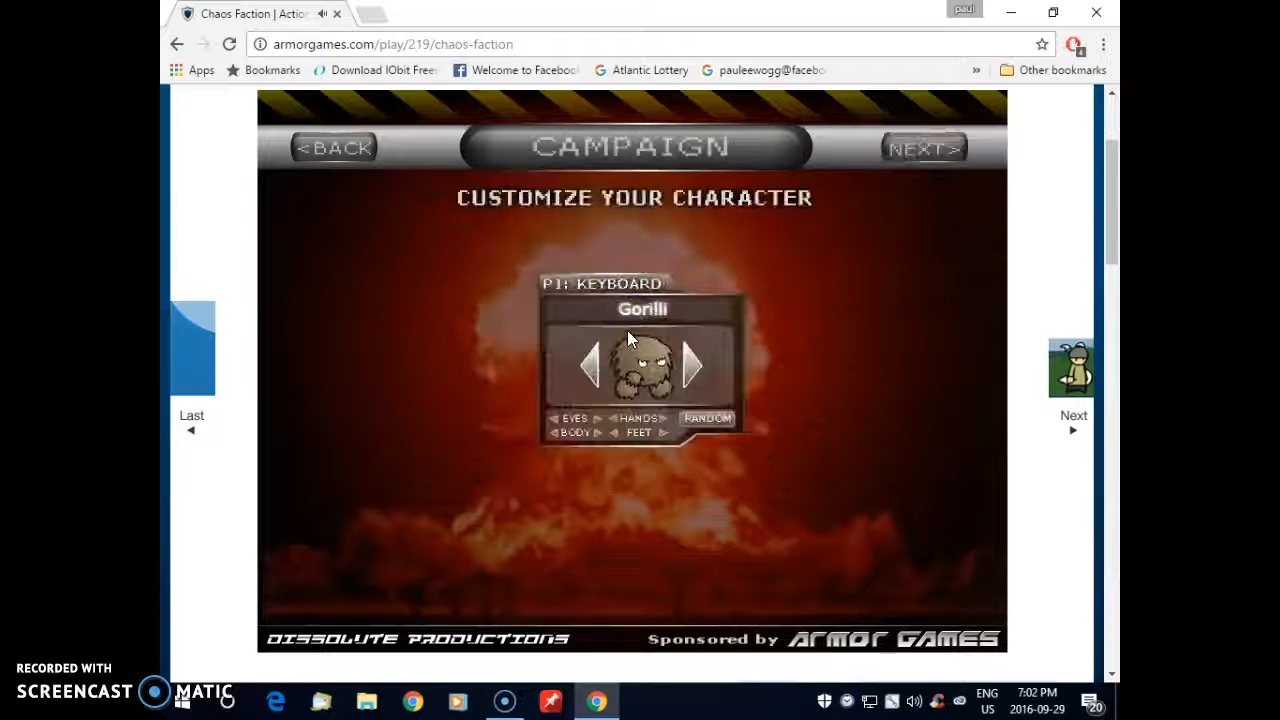 Chaos Faction | Action
paul
armorgames.com/play/219/chaos-faction
4
Apps
Bookmarks
Download IObit Free
Welcome to Facebook
Atlantic Lottery
pauleewogg@facebo
»
Other bookmarks
<BACK
CAMPAIGN
NEXT>
CUSTOMIZE YOUR CHARACTER
P1: KEYBOARD
Gorilli
EYES
HANDS
RANDOM
BODY
FEET
Last
Next
DISSOLUTE PRODUCTIONS
Sponsored by ARMOR GAMES
RECORDED WITH
SCREENCAST MATIC
ENG
US
7:02 PM
2016-09-29
20